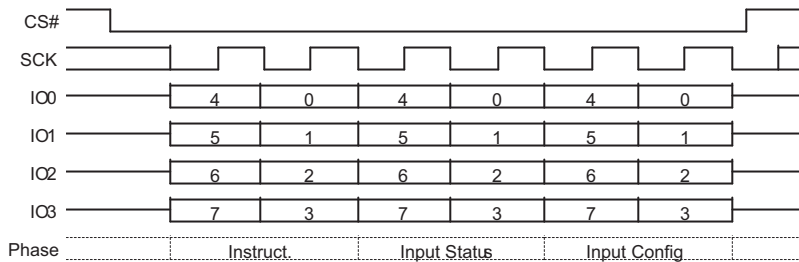 CS#
SCK
IO0 4 0 4 0 4 0
IO1 5 1 5 1 5 1
IO2 6 2 6 2 6 2
IO3 7 3 7 3 7 3
Phase Instruct. Input Status Input Config